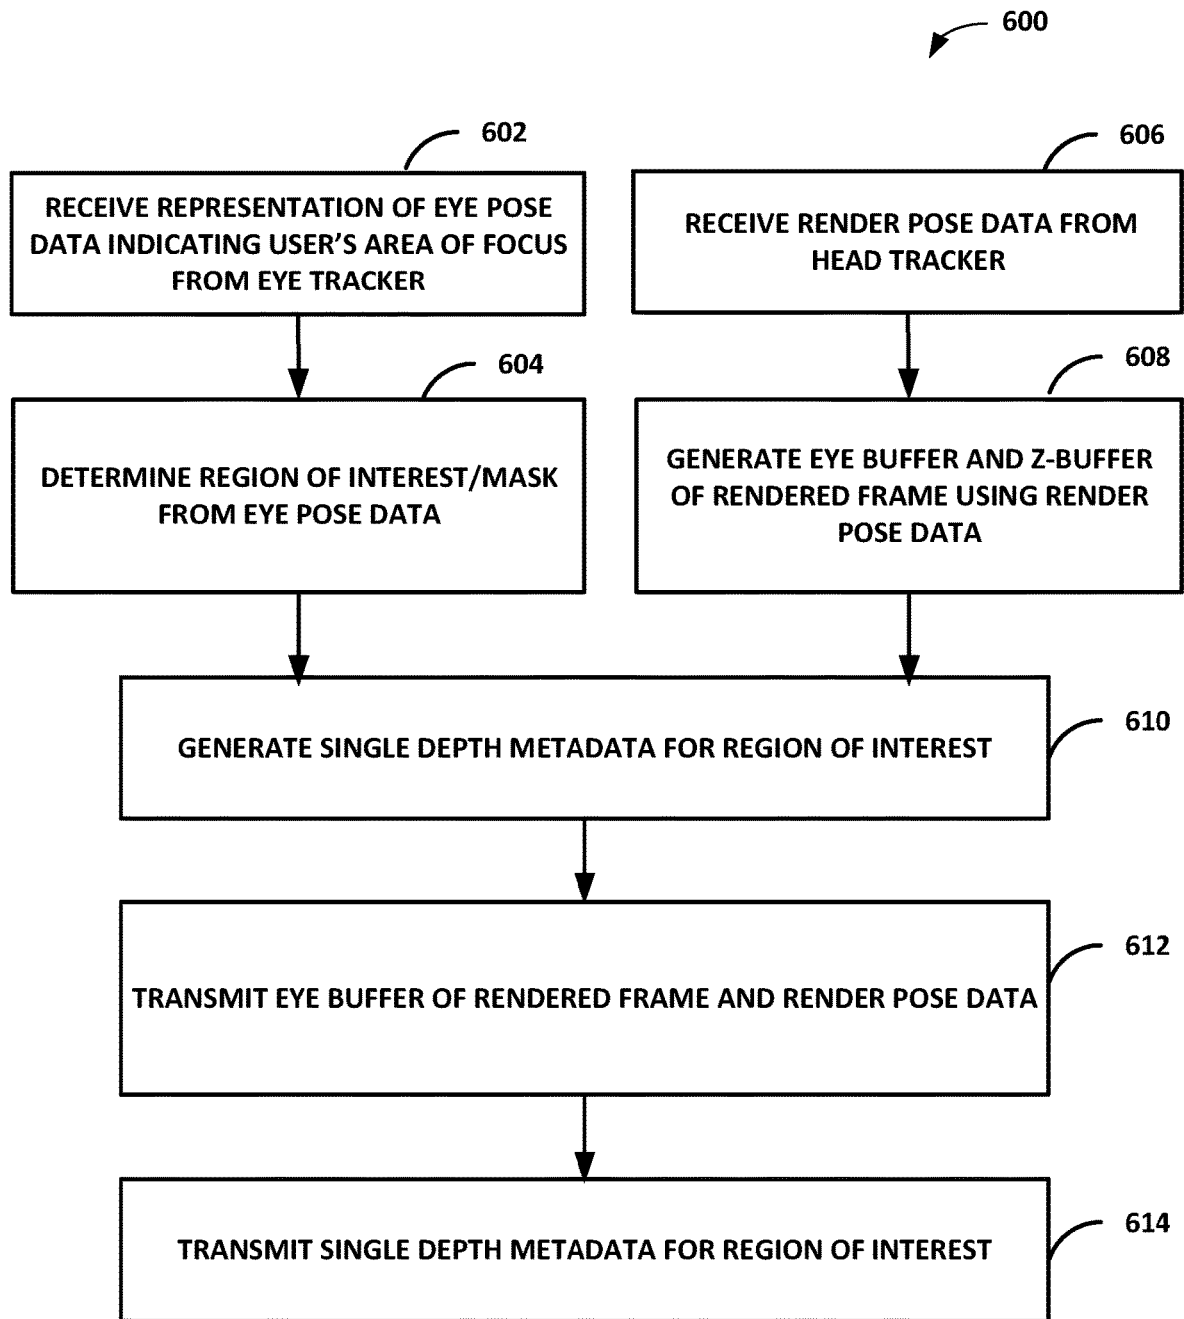 600
602
RECEIVE REPRESENTATION OF EYE POSE
DATA INDICATING USER'S AREA OF FOCUS
FROM EYE TRACKER
606
RECEIVE RENDER POSE DATA FROM
HEAD TRACKER
604
DETERMINE REGION OF INTEREST/MASK
FROM EYE POSE DATA
608
GENERATE EYE BUFFER AND Z-BUFFER
OF RENDERED FRAME USING RENDER
POSE DATA
610
GENERATE SINGLE DEPTH METADATA FOR REGION OF INTEREST
612
TRANSMIT EYE BUFFER OF RENDERED FRAME AND RENDER POSE DATA
614
TRANSMIT SINGLE DEPTH METADATA FOR REGION OF INTEREST